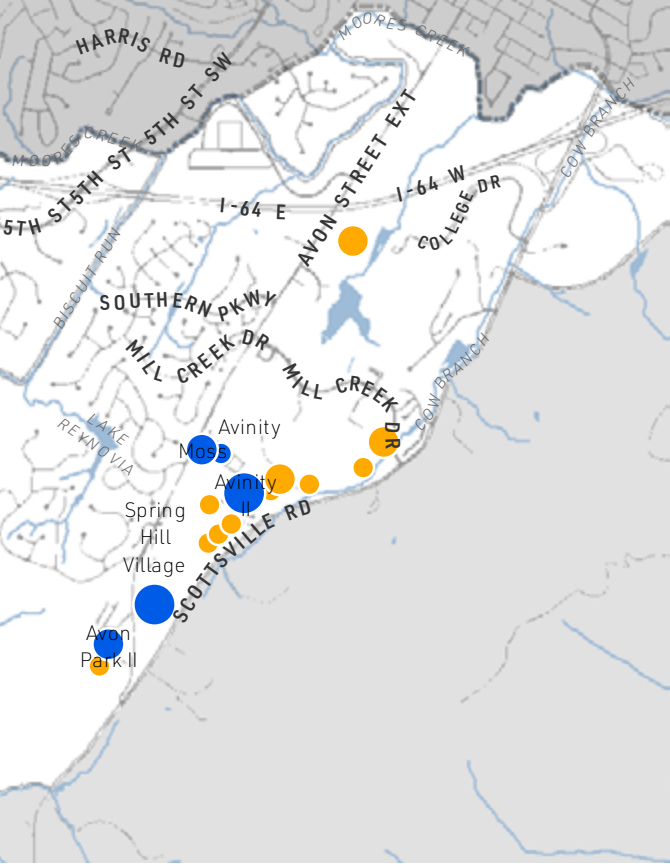 MOORES CREEK
HARRIS RD
5TH ST SW
MOORES CREEK
5TH ST
5TH ST
AVON STREET EXT
COW BRANCH
I-64 W
I-64 E
COLLEGE DR
BISCUIT RUN
SOUTHERN PKWY
MILL CREEK DR
MILL CREEK DR
COW BRANCH
LAKE
REYNOVIA
Avinity
Moss
Avinity
II
Spring
Hill
Village
SCOTTSVILLE RD
Avon
Park II